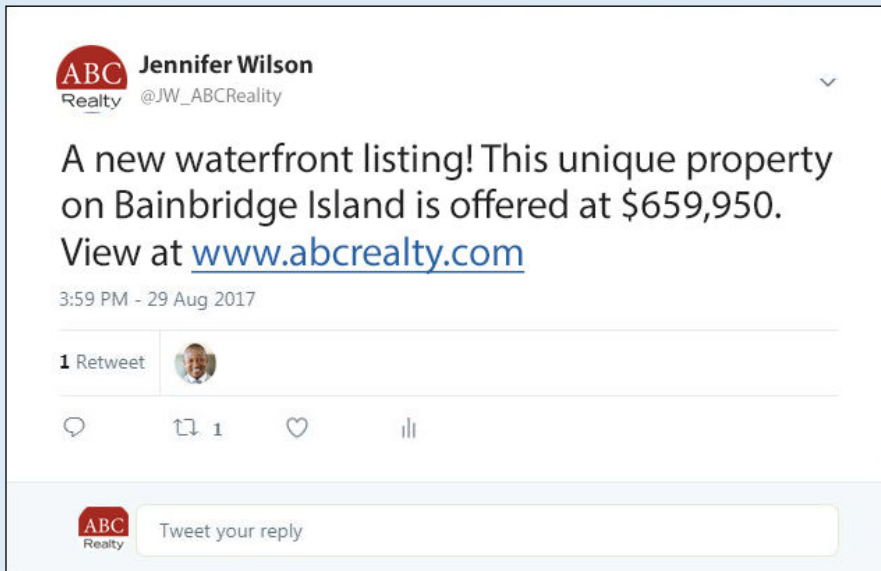 ABC
Realty
Jennifer Wilson
@JW_ABCReality
A new waterfront listing! This unique property
on Bainbridge Island is offered at $659,950.
View at www.abcrealty.com
3:59 PM - 29 Aug 2017
1 Retweet
1
ABC
Realty
Tweet your reply